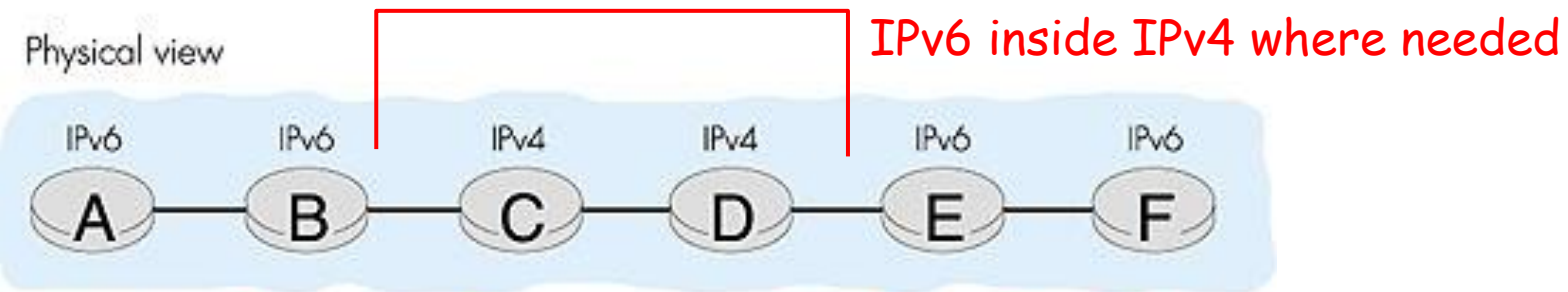 IPv6 inside IPv4 where needed
Physical view
IPv6 IPv6 IPv4 IPv4 IPv6 IPv6
A B C D E F